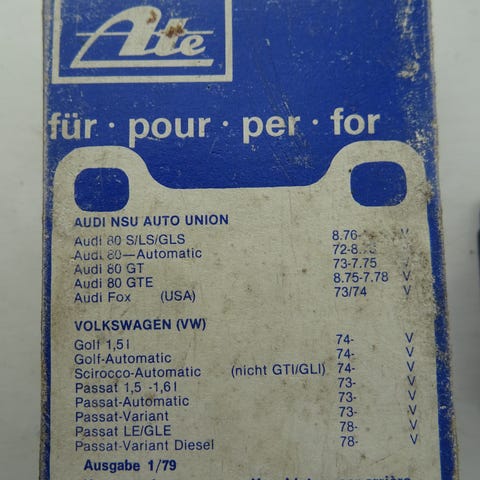 Ate
für · pour · per · for
AUDI NSU AUTO UNION
Audi 80 S/LS/GLS 8.76- V
Audi 80—Automatic 72-8.75 V
Audi 80 GT 73-7.75 V
Audi 80 GTE 8.75-7.78 V
Audi Fox (USA) 73/74 V
VOLKSWAGEN (VW)
Golf 1,5 l 74- V
Golf-Automatic 74- V
Scirocco-Automatic (nicht GTI/GLI) 74- V
Passat 1,5 -1,6 l 73- V
Passat-Automatic 73- V
Passat-Variant 73- V
Passat LE/GLE 78- V
Passat-Variant Diesel 78- V
Ausgabe 1/79